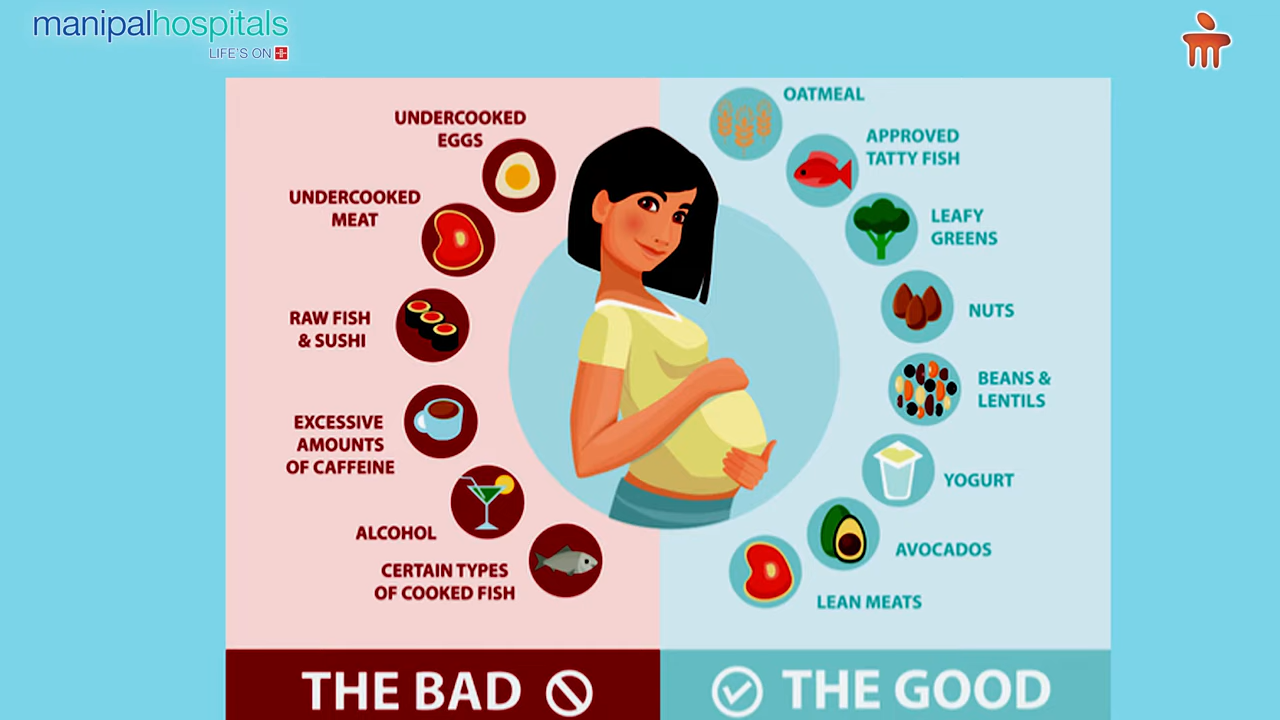 manipalhospitals
LIFE'S ON
UNDERCOOKED
EGGS
UNDERCOOKED
MEAT
RAW FISH
& SUSHI
EXCESSIVE
AMOUNTS
OF CAFFEINE
ALCOHOL
CERTAIN TYPES
OF COOKED FISH
THE BAD
OATMEAL
APPROVED
TATTY FISH
LEAFY
GREENS
NUTS
BEANS &
LENTILS
YOGURT
AVOCADOS
LEAN MEATS
THE GOOD